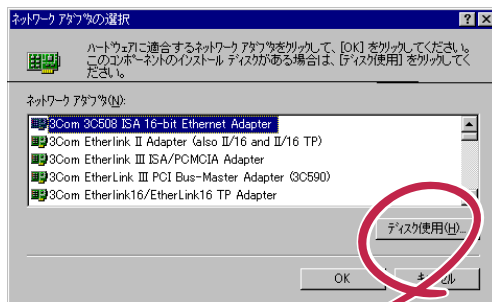 ネットワーク アダプタの選択
ハードウェアに適合するネットワーク アダプタをクリックして、[OK] をクリックしてください。
このコンポーネントのインストール ディスクがある場合は、[ディスク使用] をクリックしてく
ださい。
ネットワーク アダプタ(N):
3Com 3C508 ISA 16-bit Ethernet Adapter
3Com Etherlink II Adapter (also II/16 and II/16 TP)
3Com Etherlink III ISA/PCMCIA Adapter
3Com EtherLink III PCI Bus-Master Adapter (3C590)
3Com Etherlink16/EtherLink16 TP Adapter
ディスク使用(H)...
OK
キャンセル